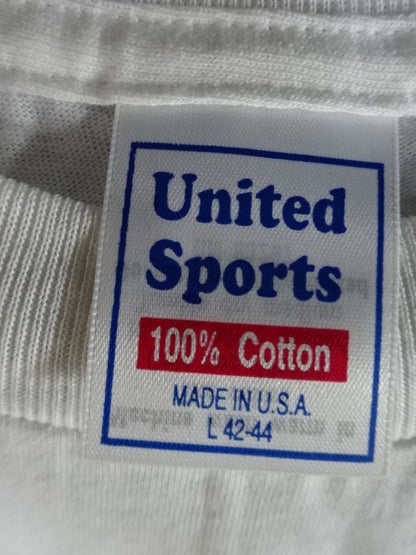 United
Sports
100% Cotton
MADE IN U.S.A.
L 42-44